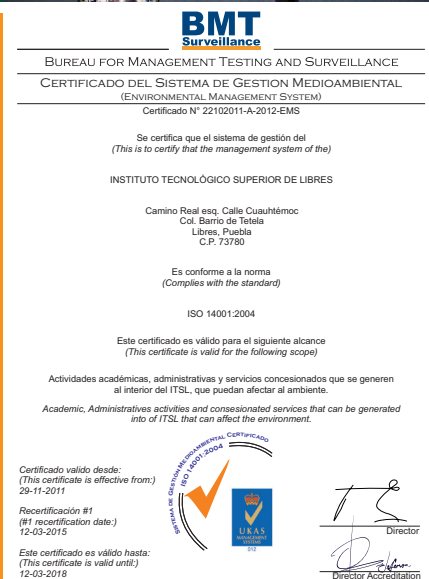 BMT
Surveillance
BUREAU FOR MANAGEMENT TESTING AND SURVEILLANCE
CERTIFICADO DEL SISTEMA DE GESTION MEDIOAMBIENTAL
(ENVIRONMENTAL MANAGEMENT SYSTEM)
Certificado N° 22102011-A-2012-EMS
Se certifica que el sistema de gestión del
(This is to certify that the management system of the)
INSTITUTO TECNOLÓGICO SUPERIOR DE LIBRES
Camino Real esq. Calle Cuauhtémoc
Col. Barrio de Tetela
Libres, Puebla
C.P. 73780
Es conforme a la norma
(Complies with the standard)
ISO 14001:2004
Este certificado es válido para el siguiente alcance
(This certificate is valid for the following scope)
Actividades académicas, administrativas y servicios concesionados que se generen
al interior del ITSL, que puedan afectar al ambiente.
Academic, Administratives activities and consesionated services that can be generated
into of ITSL that can affect the environment.
SISTEMA DE GESTIÓN MEDIOAMBIENTAL CERTIFICADO
ISO 14001:2004
UKAS
MANAGEMENT
SYSTEMS
012
Certificado valido desde:
(This certificate is effective from:)
29-11-2011
Recertificación #1
(#1 recertification date:)
12-03-2015
Este certificado es válido hasta:
(This certificate is valid until:)
12-03-2018
Director
Director Accreditation